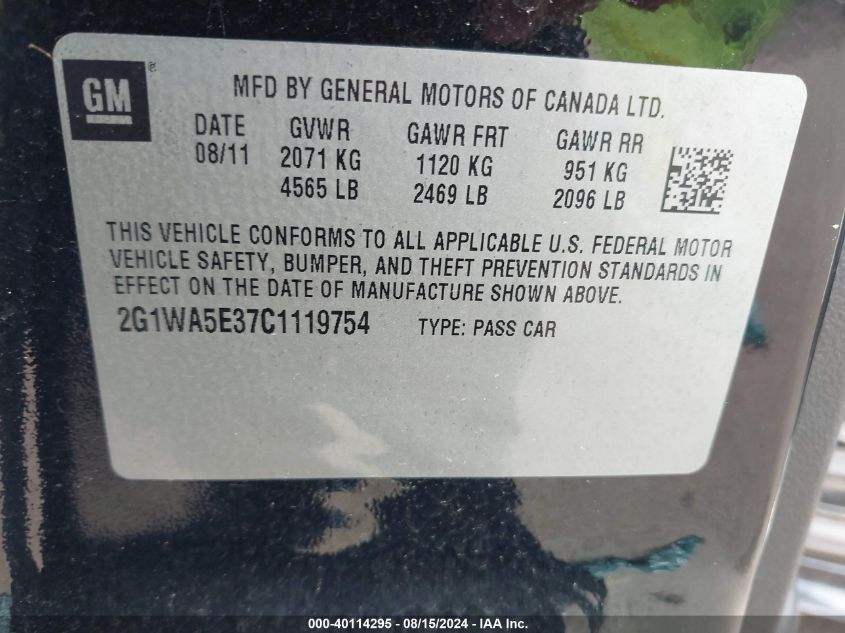 GM ®
MFD BY GENERAL MOTORS OF CANADA LTD.
DATE GVWR GAWR FRT GAWR RR
08/11 2071 KG 1120 KG 951 KG
4565 LB 2469 LB 2096 LB
THIS VEHICLE CONFORMS TO ALL APPLICABLE U.S. FEDERAL MOTOR
VEHICLE SAFETY, BUMPER, AND THEFT PREVENTION STANDARDS IN
EFFECT ON THE DATE OF MANUFACTURE SHOWN ABOVE.
2G1WA5E37C1119754 TYPE: PASS CAR
000-40114295 - 08/15/2024 - IAA Inc.